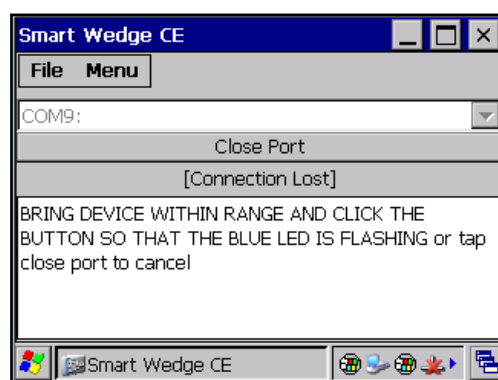 Smart Wedge CE
File Menu
COM9:
Close Port
[Connection Lost]
BRING DEVICE WITHIN RANGE AND CLICK THE
BUTTON SO THAT THE BLUE LED IS FLASHING or tap
close port to cancel
Smart Wedge CE